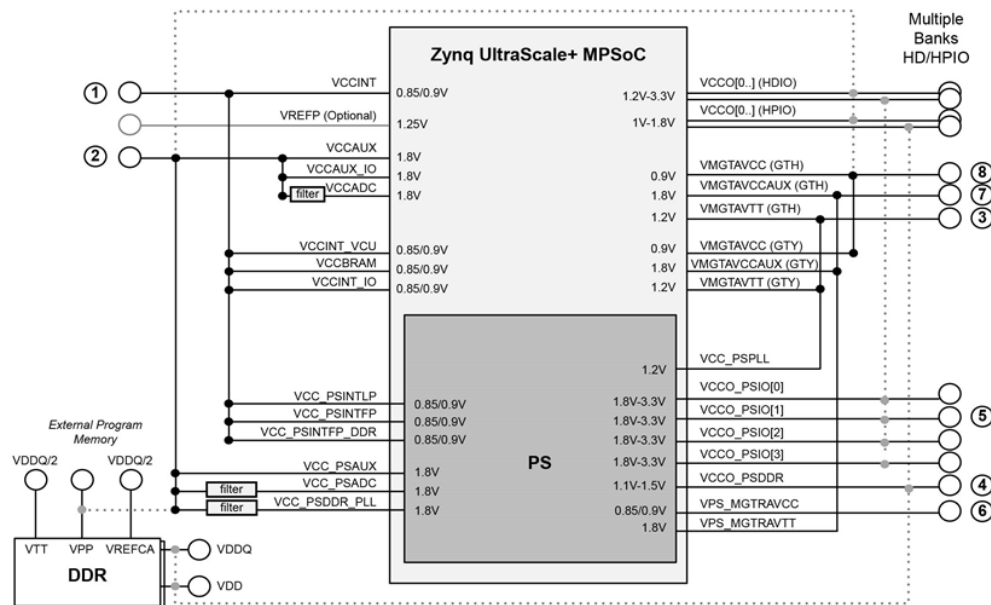 Multiple
Banks
HD/HPIO
Zynq UltraScale+ MPSoC
1
VCCINT
0.85/0.9V
1.2V-3.3V
VCCO[0..] (HDIO)
VREFP (Optional)
1.25V
1V-1.8V
VCCO[0..] (HPIO)
2
VCCAUX
1.8V
VCCAUX_IO
1.8V
filter
VCCADC
1.8V
0.9V
VMGTAVCC (GTH)
8
1.8V
VMGTAVCCAUX (GTH)
7
1.2V
VMGTAVTT (GTH)
3
VCCINT_VCU
0.85/0.9V
0.9V
VMGTAVCC (GTY)
VCCBRAM
0.85/0.9V
1.8V
VMGTAVCCAUX (GTY)
VCCINT_IO
0.85/0.9V
1.2V
VMGTAVTT (GTY)
1.2V
VCC_PSPLL
VCC_PSINTLP
0.85/0.9V
1.8V-3.3V
VCCO_PSIO[0]
VCC_PSINTFP
0.85/0.9V
1.8V-3.3V
VCCO_PSIO[1]
5
VCC_PSINTFP_DDR
0.85/0.9V
1.8V-3.3V
VCCO_PSIO[2]
PS
VCC_PSAUX
1.8V
1.8V-3.3V
VCCO_PSIO[3]
filter
VCC_PSADC
1.8V
1.1V-1.5V
VCCO_PSDDR
4
filter
VCC_PSDDR_PLL
1.8V
0.85/0.9V
VPS_MGTRAVCC
6
1.8V
VPS_MGTRAVTT
External Program
Memory
VDDQ/2
VDDQ/2
VTT
VPP
VREFCA
VDDQ
DDR
VDD